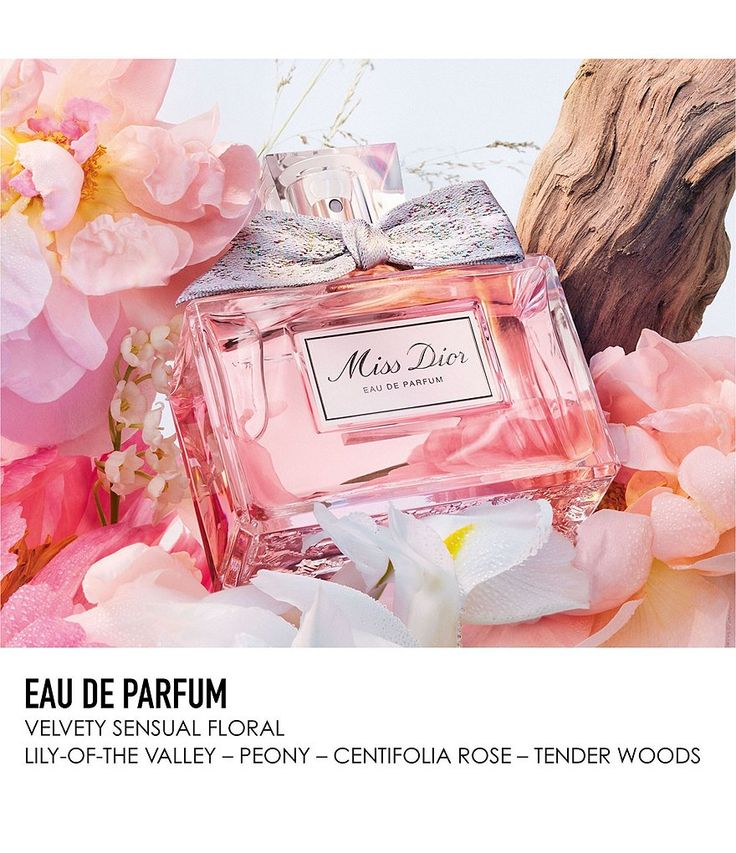 Miss Dior
EAU DE PARFUM
EAU DE PARFUM
VELVETY SENSUAL FLORAL
LILY-OF-THE VALLEY – PEONY – CENTIFOLIA ROSE – TENDER WOODS